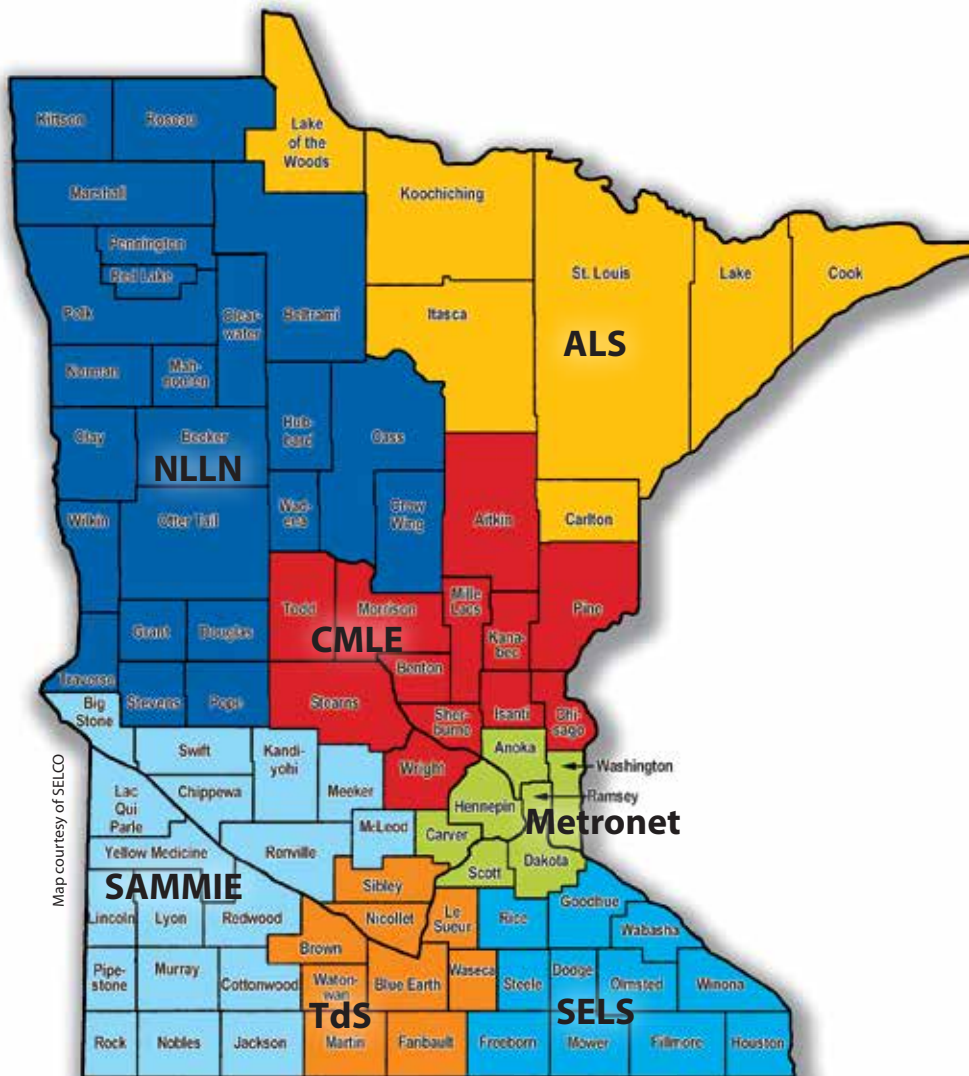 Kittson
Roseau
Lake
of the
Woods
Marshall
Koochiching
Pennington
Red Lake
St. Louis
Lake
Cook
Polk
Clear-
water
Beltrami
Itasca
ALS
Norman
Mah-
nomen
Hub-
bard
Cass
Clay
Becker
NLLN
Wilkin
Otter Tail
Wad-
ena
Crow
Wing
Aitkin
Carlton
Todd
Morrison
Mille
Lacs
Pine
Grant
Douglas
CMLE
Kana-
bec
Benton
Traverse
Stevens
Pope
Stearns
Sher-
burne
Isanti
Chi-
sago
Big
Stone
Swift
Kandi-
yohi
Anoka
Washington
Wright
Lac
Qui
Parle
Chippewa
Meeker
Hennepin
Ramsey
Metronet
McLeod
Carver
Yellow Medicine
Renville
Scott
Dakota
SAMMIE
Sibley
Lincoln
Lyon
Redwood
Nicollet
Le
Sueur
Rice
Goodhue
Wabasha
Brown
Pipe-
stone
Murray
Cottonwood
Waton-
wan
Blue Earth
Waseca
Steele
Dodge
Olmsted
Winona
TdS
SELS
Rock
Nobles
Jackson
Martin
Faribault
Freeborn
Mower
Fillmore
Houston
Map courtesy of SELCO